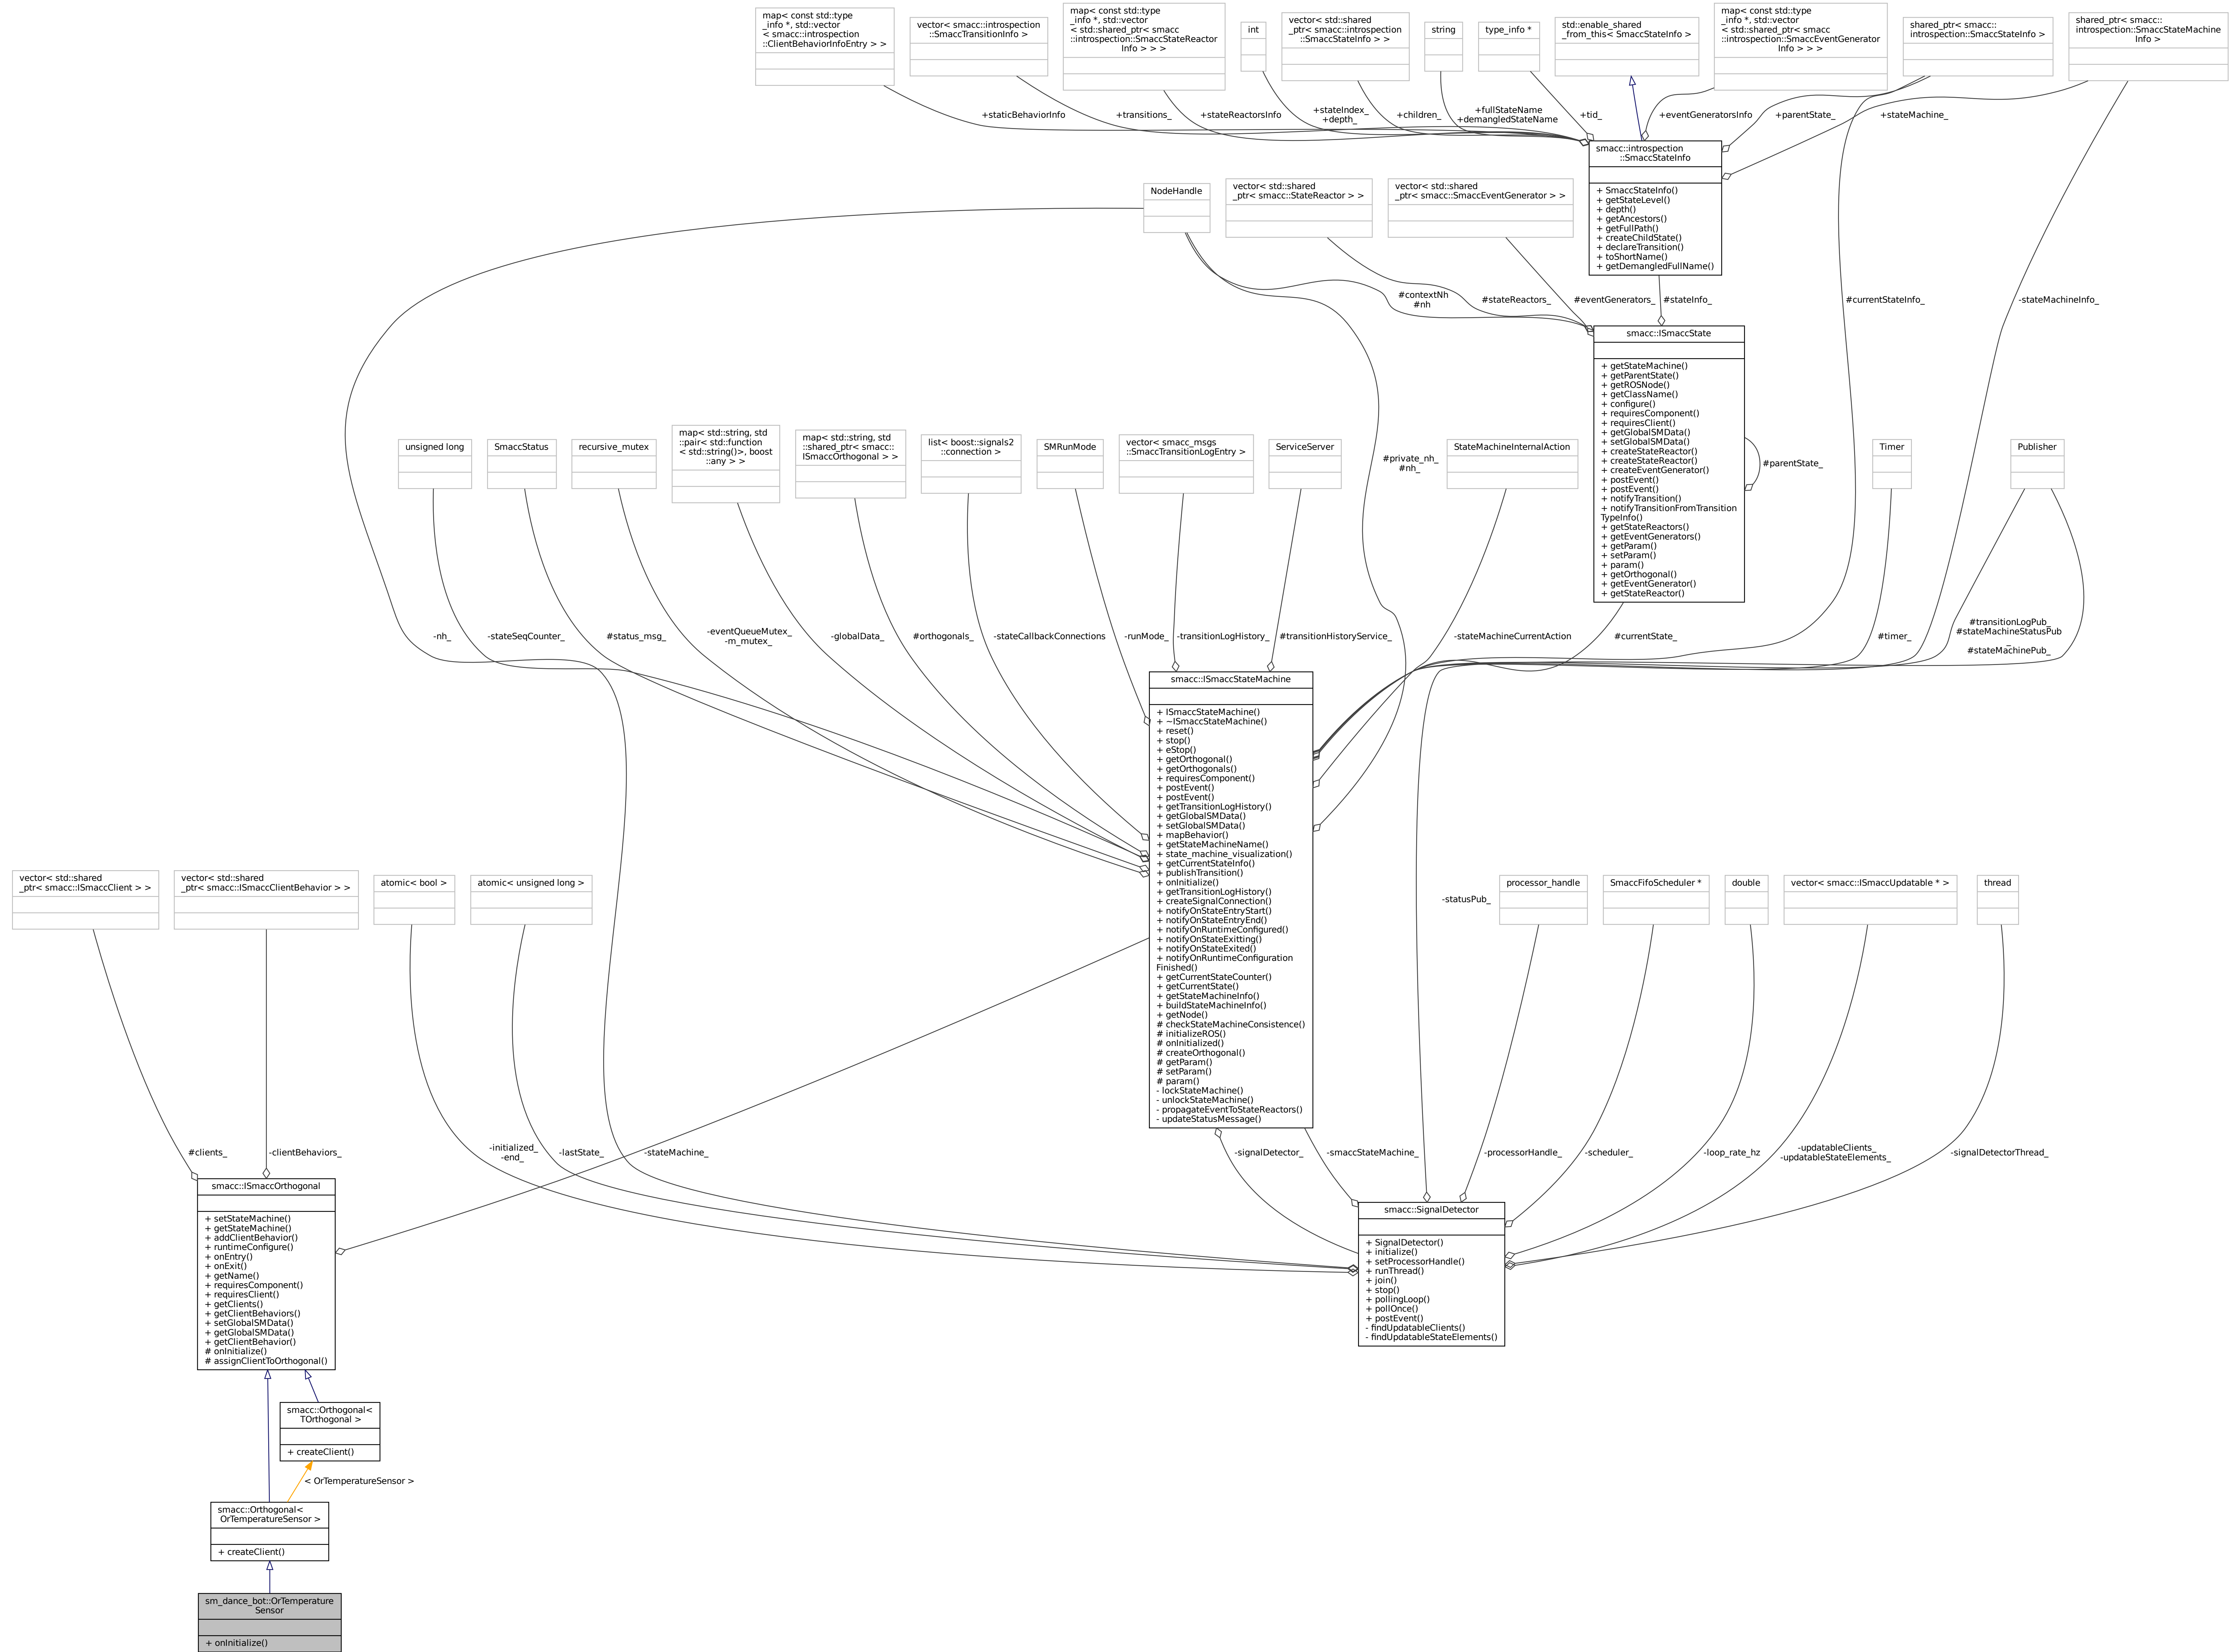 map< const std::type
_info *, std::vector
< smacc::introspection
::ClientBehaviorInfoEntry > >
vector< smacc::introspection
::SmaccTransitionInfo >
map< const std::type
_info *, std::vector
< std::shared_ptr< smacc
::introspection::SmaccStateReactor
Info > > >
int
vector< std::shared
_ptr< smacc::introspection
::SmaccStateInfo > >
string
type_info *
std::enable_shared
_from_this< SmaccStateInfo >
map< const std::type
_info *, std::vector
< std::shared_ptr< smacc
::introspection::SmaccEventGenerator
Info > > >
shared_ptr< smacc::
introspection::SmaccStateInfo >
shared_ptr< smacc::
introspection::SmaccStateMachine
Info >
+staticBehaviorInfo
+transitions_
+stateReactorsInfo
+stateIndex_
+depth_
+children_
+fullStateName
+demangledStateName
+tid_
+eventGeneratorsInfo
+parentState_
+stateMachine_
smacc::introspection
::SmaccStateInfo
+ SmaccStateInfo()
+ getStateLevel()
+ depth()
+ getAncestors()
+ getFullPath()
+ createChildState()
+ declareTransition()
+ toShortName()
+ getDemangledFullName()
NodeHandle
vector< std::shared
_ptr< smacc::StateReactor > >
vector< std::shared
_ptr< smacc::SmaccEventGenerator > >
#contextNh
#nh
#stateReactors_
#eventGenerators_
#stateInfo_
#currentStateInfo_
-stateMachineInfo_
smacc::ISmaccState
+ getStateMachine()
+ getParentState()
+ getROSNode()
+ getClassName()
+ configure()
+ requiresComponent()
+ requiresClient()
+ getGlobalSMData()
+ setGlobalSMData()
+ createStateReactor()
+ createStateReactor()
+ createEventGenerator()
+ postEvent()
+ postEvent()
+ notifyTransition()
+ notifyTransitionFromTransition
TypeInfo()
+ getStateReactors()
+ getEventGenerators()
+ getParam()
+ setParam()
+ param()
+ getOrthogonal()
+ getEventGenerator()
+ getStateReactor()
#parentState_
unsigned long
SmaccStatus
recursive_mutex
map< std::string, std
::pair< std::function
< std::string()>, boost
::any > >
map< std::string, std
::shared_ptr< smacc::
ISmaccOrthogonal > >
list< boost::signals2
::connection >
SMRunMode
vector< smacc_msgs
::SmaccTransitionLogEntry >
ServiceServer
#private_nh_
#nh_
StateMachineInternalAction
Timer
Publisher
-nh_
-stateSeqCounter_
#status_msg_
-eventQueueMutex_
-m_mutex_
-globalData_
#orthogonals_
-stateCallbackConnections
-runMode_
-transitionLogHistory_
#transitionHistoryService_
-stateMachineCurrentAction
#currentState_
#timer_
#transitionLogPub_
#stateMachineStatusPub
_
#stateMachinePub_
smacc::ISmaccStateMachine
+ ISmaccStateMachine()
+ ~ISmaccStateMachine()
+ reset()
+ stop()
+ eStop()
+ getOrthogonal()
+ getOrthogonals()
+ requiresComponent()
+ postEvent()
+ postEvent()
+ getTransitionLogHistory()
+ getGlobalSMData()
+ setGlobalSMData()
+ mapBehavior()
+ getStateMachineName()
+ state_machine_visualization()
+ getCurrentStateInfo()
+ publishTransition()
+ onInitialize()
+ getTransitionLogHistory()
+ createSignalConnection()
+ notifyOnStateEntryStart()
+ notifyOnStateEntryEnd()
+ notifyOnRuntimeConfigured()
+ notifyOnStateExitting()
+ notifyOnStateExited()
+ notifyOnRuntimeConfiguration
Finished()
+ getCurrentStateCounter()
+ getCurrentState()
+ getStateMachineInfo()
+ buildStateMachineInfo()
+ getNode()
# checkStateMachineConsistence()
# initializeROS()
# onInitialized()
# createOrthogonal()
# getParam()
# setParam()
# param()
- lockStateMachine()
- unlockStateMachine()
- propagateEventToStateReactors()
- updateStatusMessage()
vector< std::shared
_ptr< smacc::ISmaccClient > >
vector< std::shared
_ptr< smacc::ISmaccClientBehavior > >
atomic< bool >
atomic< unsigned long >
-statusPub_
processor_handle
SmaccFifoScheduler *
double
vector< smacc::ISmaccUpdatable * >
thread
#clients_
-clientBehaviors_
-initialized_
-end_
-lastState_
-stateMachine_
-signalDetector_
-smaccStateMachine_
-processorHandle_
-scheduler_
-loop_rate_hz
-updatableClients_
-updatableStateElements_
-signalDetectorThread_
smacc::ISmaccOrthogonal
+ setStateMachine()
+ getStateMachine()
+ addClientBehavior()
+ runtimeConfigure()
+ onEntry()
+ onExit()
+ getName()
+ requiresComponent()
+ requiresClient()
+ getClients()
+ getClientBehaviors()
+ setGlobalSMData()
+ getGlobalSMData()
+ getClientBehavior()
# onInitialize()
# assignClientToOrthogonal()
smacc::SignalDetector
+ SignalDetector()
+ initialize()
+ setProcessorHandle()
+ runThread()
+ join()
+ stop()
+ pollingLoop()
+ pollOnce()
+ postEvent()
- findUpdatableClients()
- findUpdatableStateElements()
smacc::Orthogonal<
TOrthogonal >
+ createClient()
< OrTemperatureSensor >
smacc::Orthogonal<
OrTemperatureSensor >
+ createClient()
sm_dance_bot::OrTemperature
Sensor
+ onInitialize()